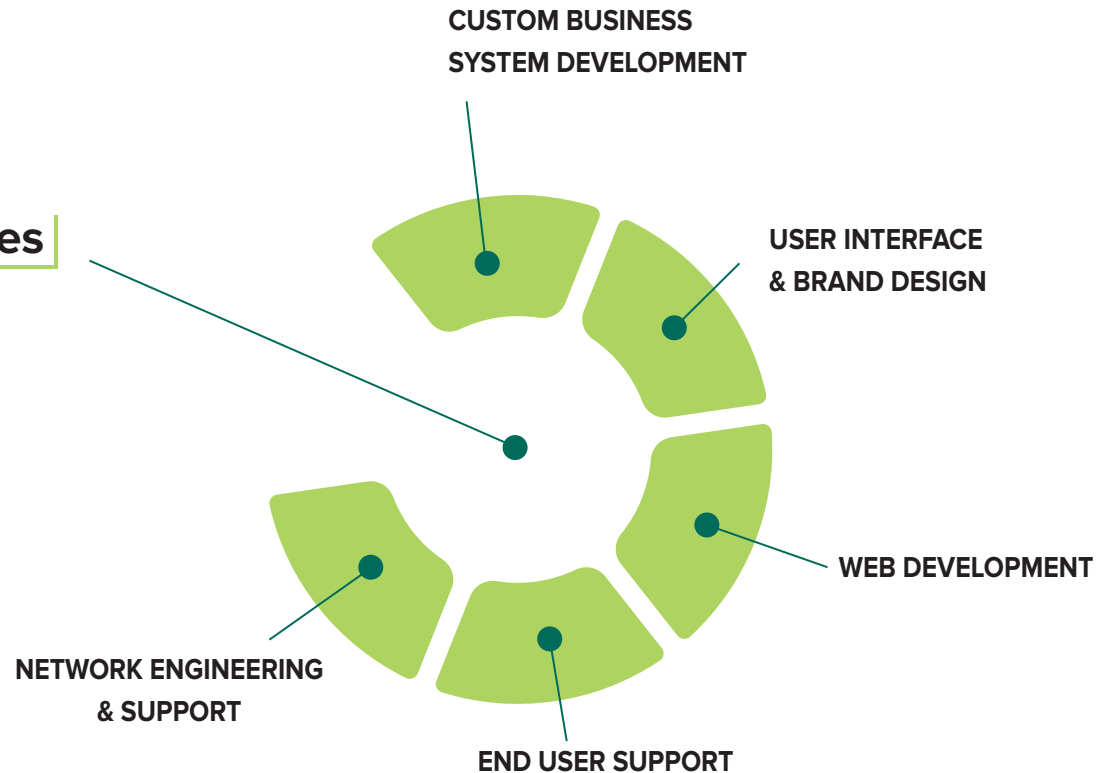 CUSTOM BUSINESS
SYSTEM DEVELOPMENT
es
USER INTERFACE
& BRAND DESIGN
WEB DEVELOPMENT
NETWORK ENGINEERING
& SUPPORT
END USER SUPPORT